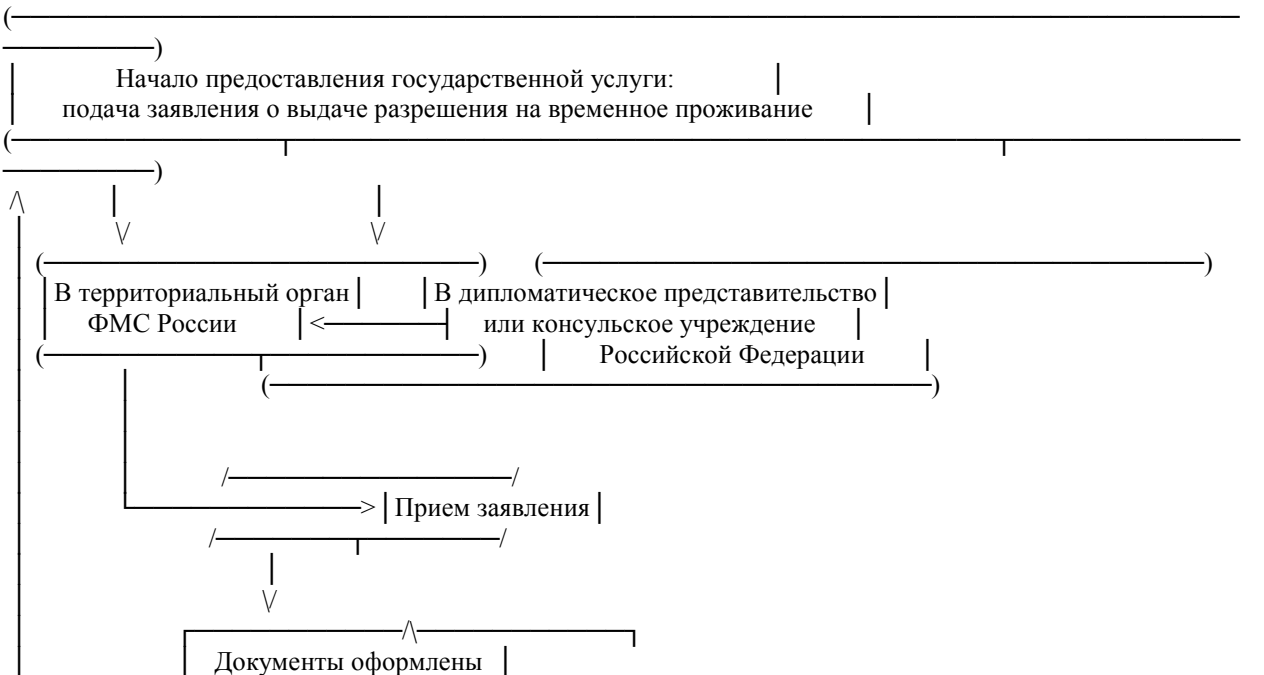 Начало предоставления государственной услуги:
подача заявления о выдаче разрешения на временное проживание
В территориальный орган В дипломатическое представительство
ФМС России или консульское учреждение
Российской Федерации
Прием заявления
Документы оформлены